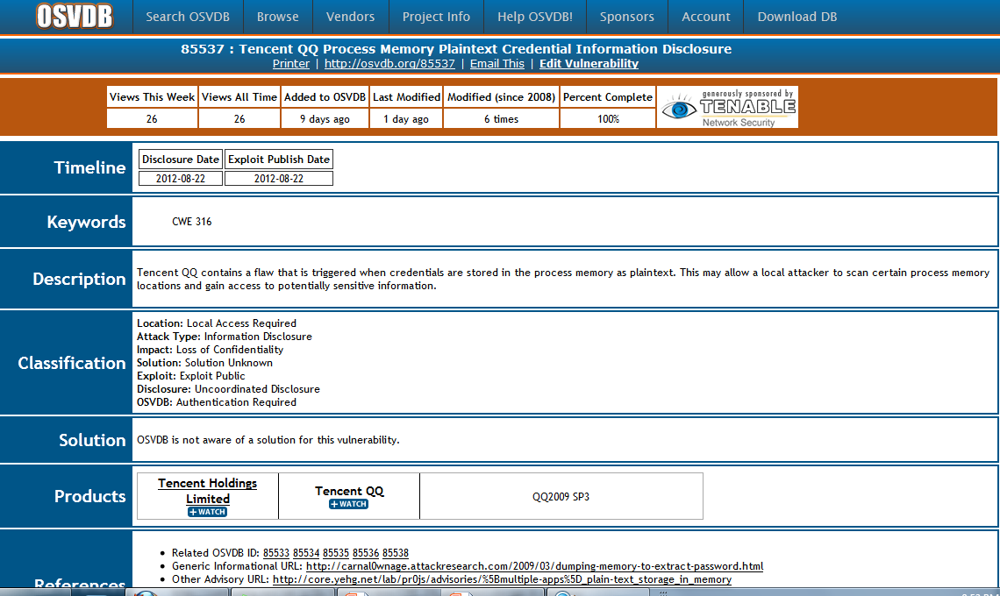 OSVDB Search OSVDB Browse Vendors Project Info Help OSVDB! Sponsors Account Download DB
85537 : Tencent QQ Process Memory Plaintext Credential Information Disclosure
Printer | http://osvdb.org/85537 | Email This | Edit Vulnerability
Views This Week Views All Time Added to OSVDB Last Modified Modified (since 2008) Percent Complete
26 26 9 days ago 1 day ago 6 times 100%
generously sponsored by
TENABLE
Network Security
Timeline
Disclosure Date Exploit Publish Date
2012-08-22 2012-08-22
Keywords CWE 316
Description
Tencent QQ contains a flaw that is triggered when credentials are stored in the process memory as plaintext. This may allow a local attacker to scan certain process memory
locations and gain access to potentially sensitive information.
Classification
Location: Local Access Required
Attack Type: Information Disclosure
Impact: Loss of Confidentiality
Solution: Solution Unknown
Exploit: Exploit Public
Disclosure: Uncoordinated Disclosure
OSVDB: Authentication Required
Solution OSVDB is not aware of a solution for this vulnerability.
Products
Tencent Holdings
Limited
+ WATCH
Tencent QQ
+ WATCH
QQ2009 SP3
References
Related OSVDB ID: 85533 85534 85535 85536 85538
Generic Informational URL: http://carnal0wnage.attackresearch.com/2009/03/dumping-memory-to-extract-password.html
Other Advisory URL: http://core.yehg.net/lab/pr0js/advisories/%5Bmultiple-apps%5D_plain-text_storage_in_memory